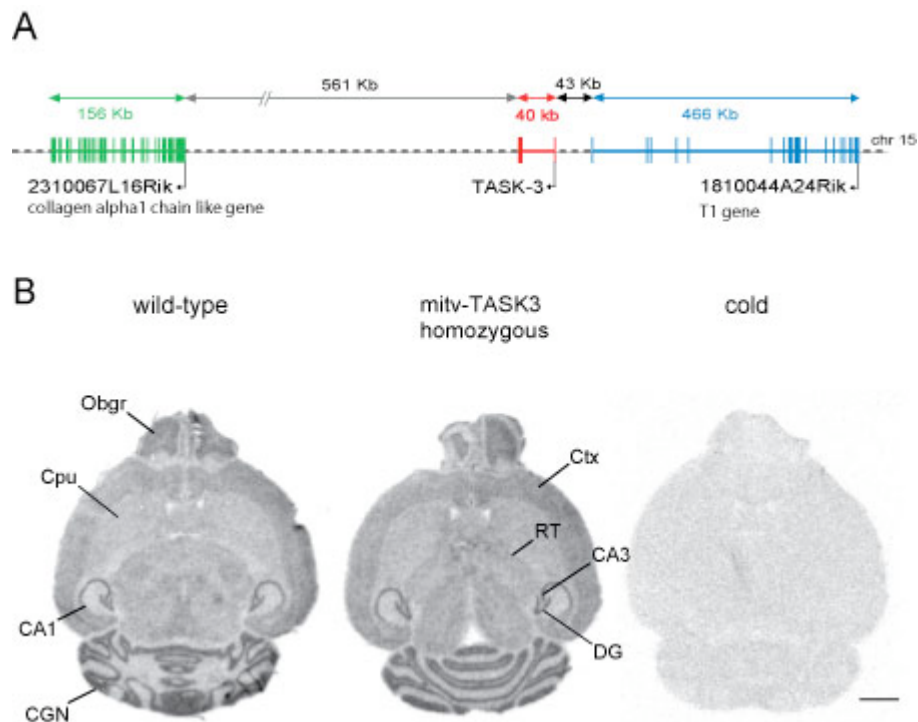 A
561 Kb
43 Kb
156 Kb
40 kb
466 Kb
chr 15
2310067L16Rik
collagen alpha1 chain like gene
TASK-3
1810044A24Rik
T1 gene
B
wild-type
mitv-TASK3
homozygous
cold
Obgr
Cpu
Ctx
RT
CA3
CA1
DG
CGN